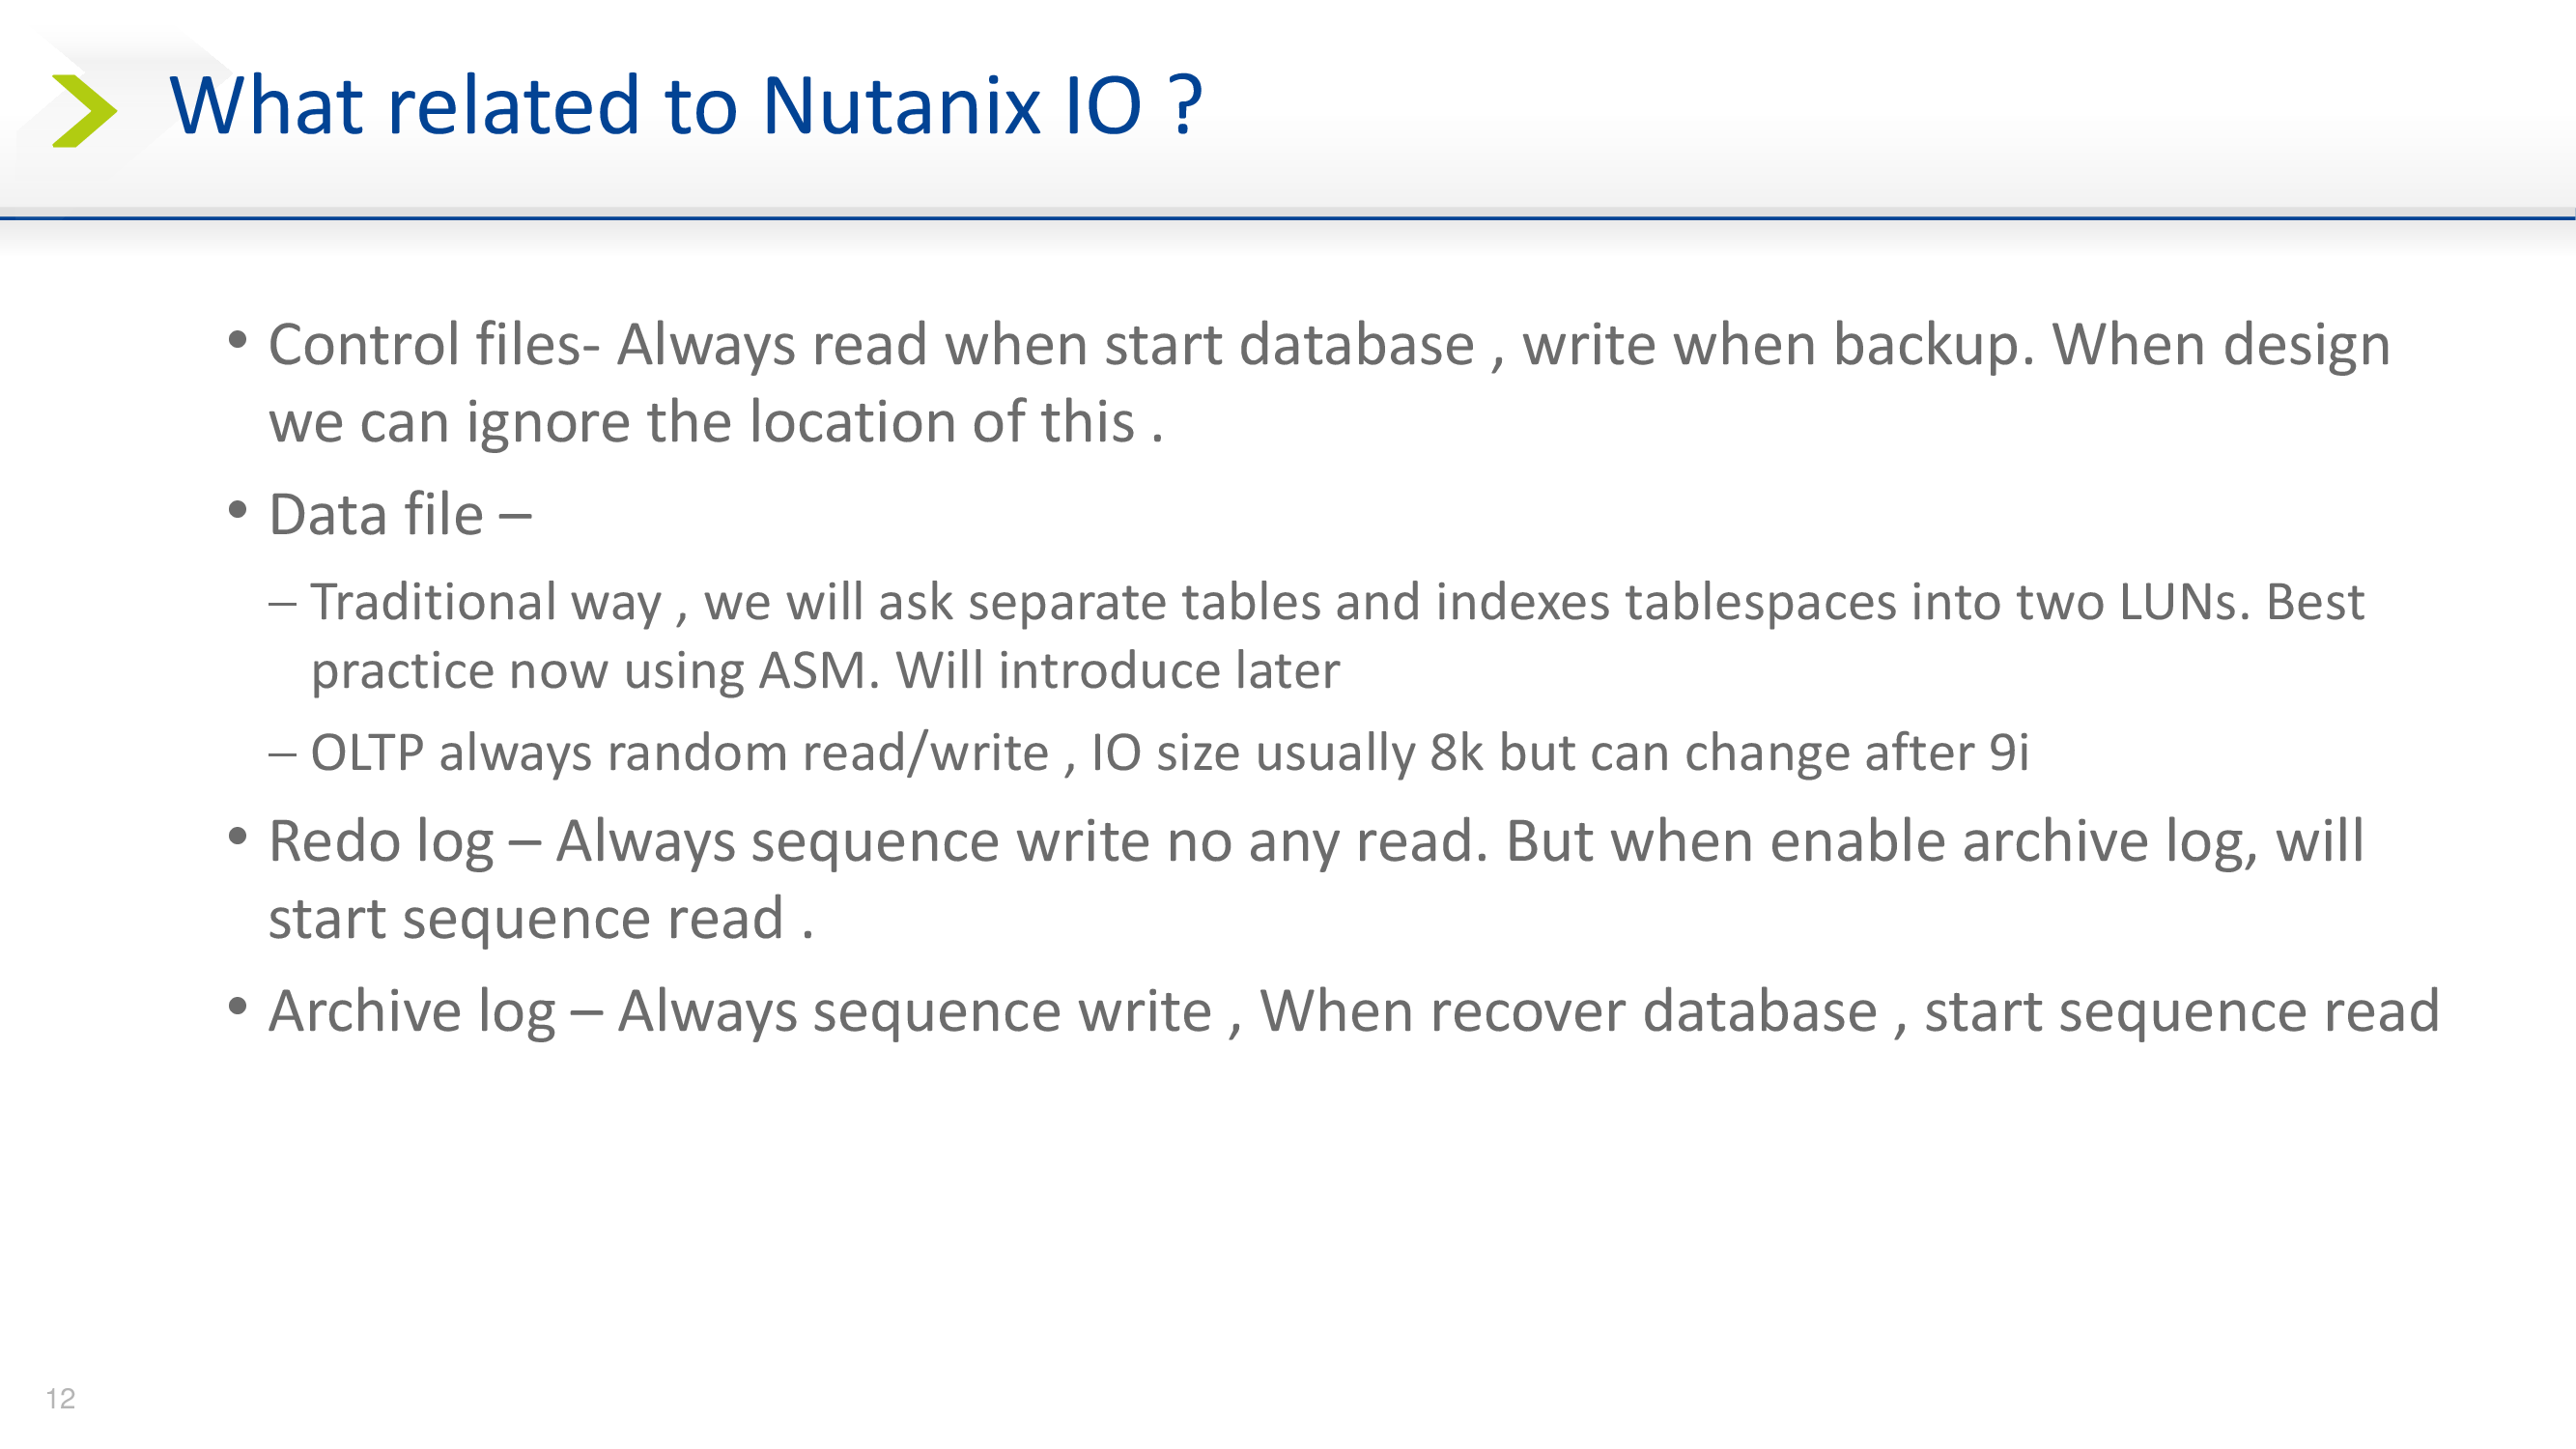 What related to Nutanix IO ?
• Control files- Always read when start database , write when backup. When design
we can ignore the location of this .
• Data file –
– Traditional way , we will ask separate tables and indexes tablespaces into two LUNs. Best
practice now using ASM. Will introduce later
– OLTP always random read/write , IO size usually 8k but can change after 9i
• Redo log – Always sequence write no any read. But when enable archive log, will
start sequence read .
• Archive log – Always sequence write , When recover database , start sequence read
12